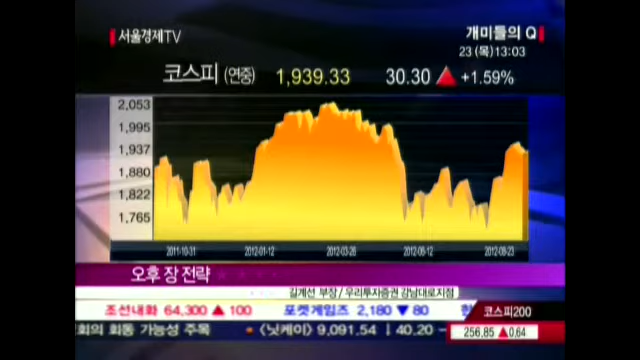 서울경제TV
개미들의 Q
23 (목) 13:03
코스피 (연중) 1,939.33 30.30 ▲ +1.59%
2,053
1,995
1,937
1,880
1,822
1,765
2011-10-31 2012-01-12 2012-03-26 2012-06-12 2012-08-23
오후 장 전략
길계선 부장 / 우리투자증권 강남대로지점
조선내화 64,300 ▲ 100 포켓게임즈 2,180 ▼ 80
코스피200
회의 회동 가능성 주목 • <닛케이> 9,091.54 | 40.20 -
256.85 ▲ 0.64